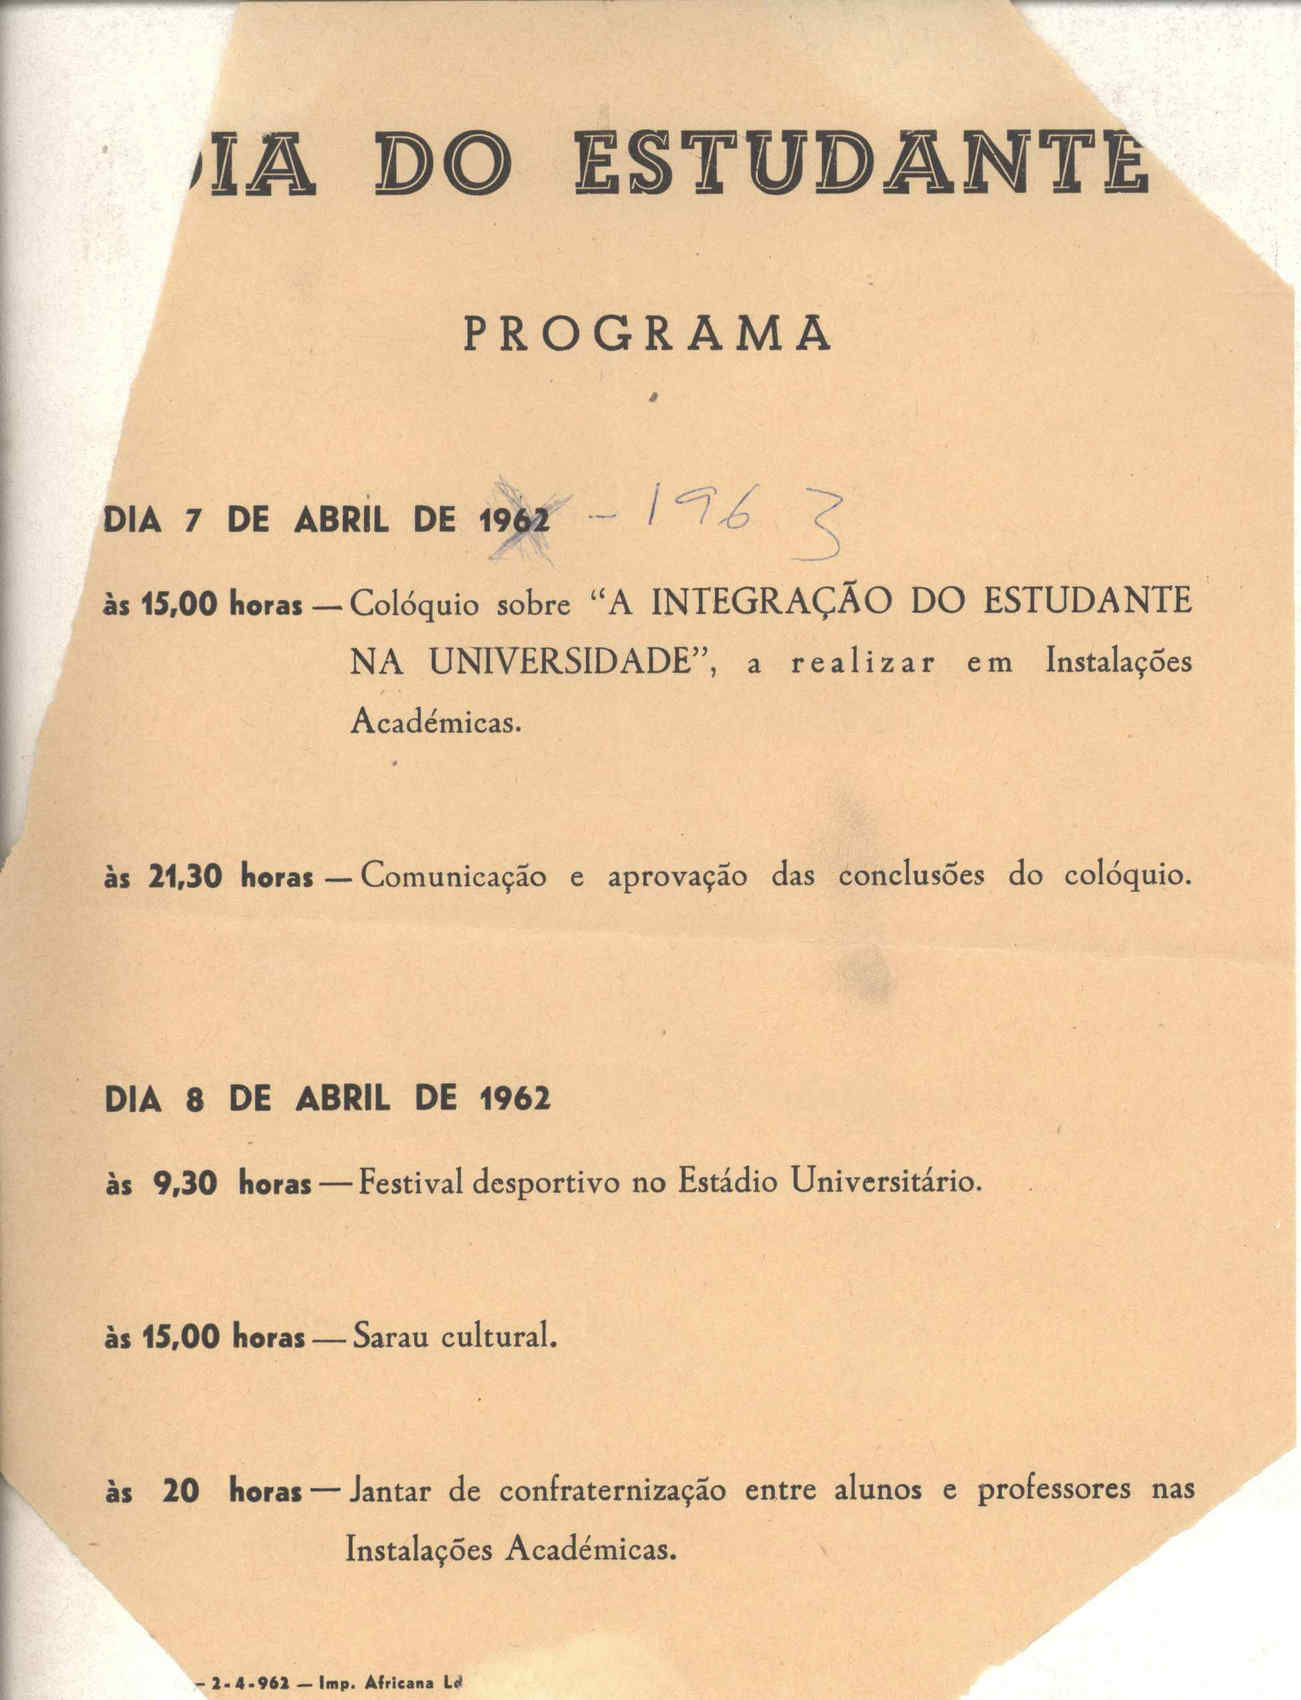 DIA DO ESTUDANTE
PROGRAMA
DIA 7 DE ABRIL DE 1962 - 1963
às 15,00 horas — Colóquio sobre “A INTEGRAÇÃO DO ESTUDANTE
NA UNIVERSIDADE”, a realizar em Instalações
Académicas.
às 21,30 horas — Comunicação e aprovação das conclusões do colóquio.
DIA 8 DE ABRIL DE 1962
às 9,30 horas — Festival desportivo no Estádio Universitário.
às 15,00 horas — Sarau cultural.
às 20 horas — Jantar de confraternização entre alunos e professores nas
Instalações Académicas.
— 2-4-962 — Imp. Africana Ld